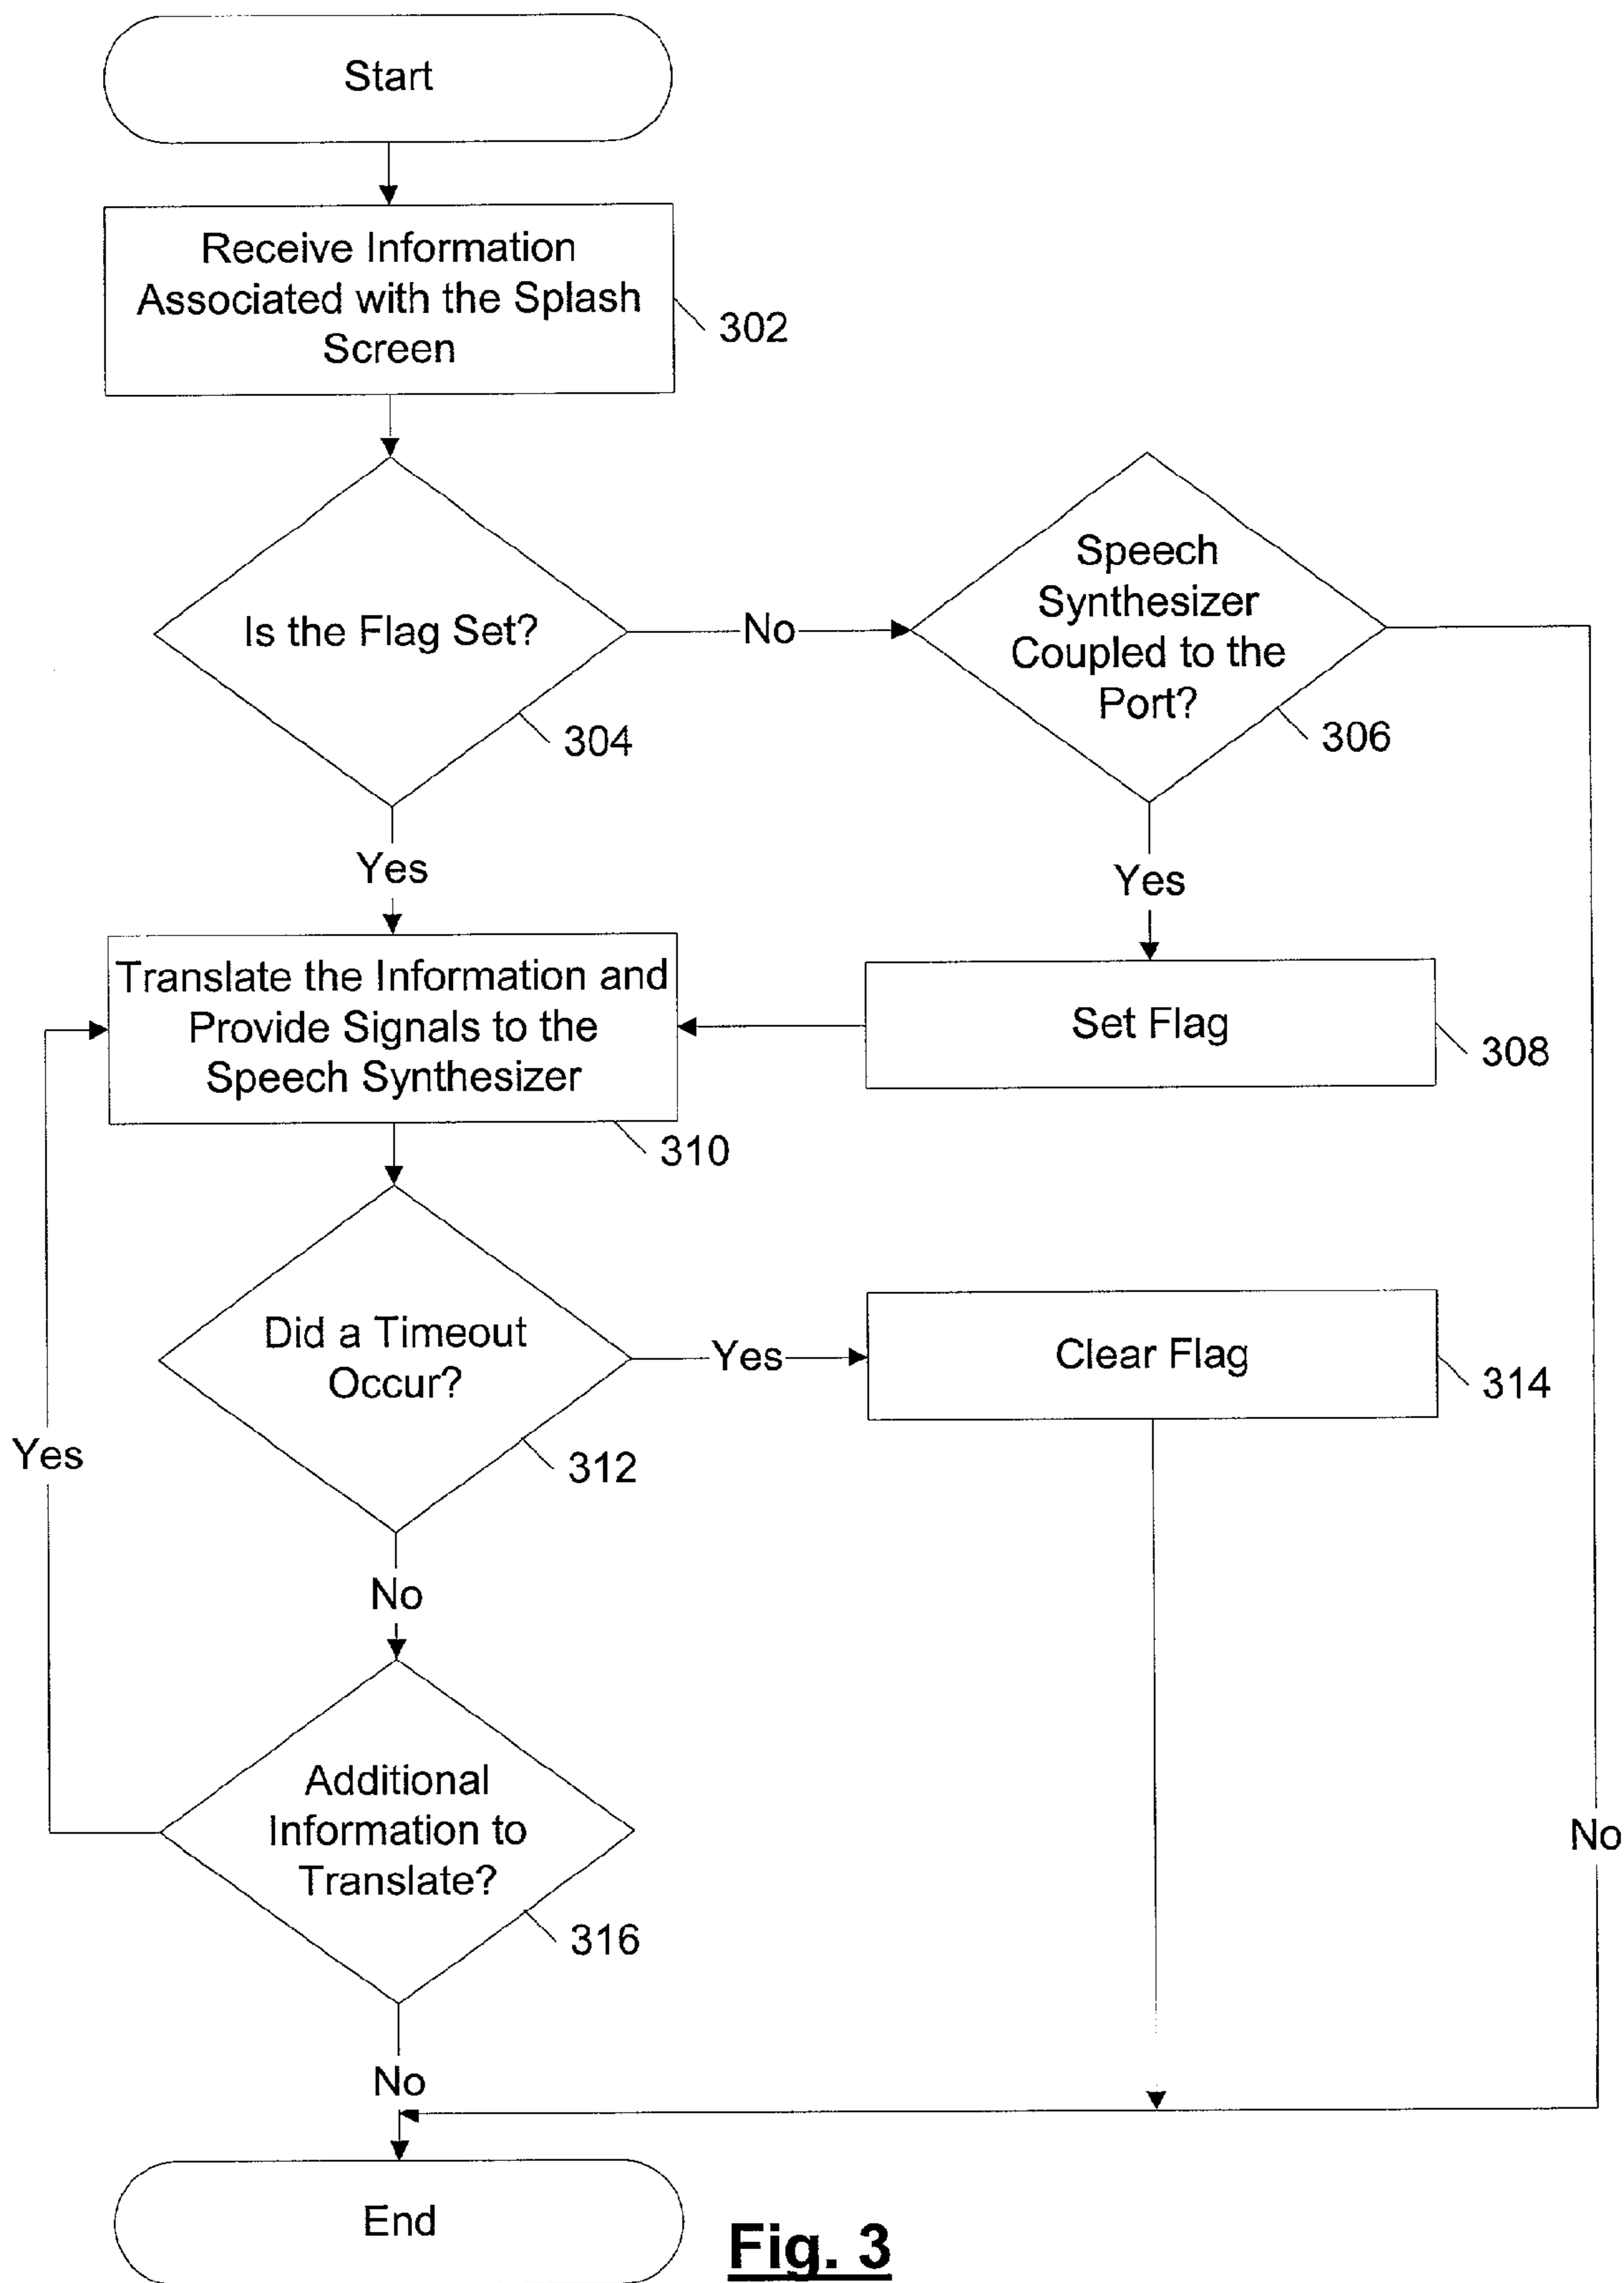 Start
Receive Information
Associated with the Splash
Screen
302
Is the Flag Set?
304
No
Speech
Synthesizer
Coupled to the
Port?
306
Yes
Yes
Translate the Information and
Provide Signals to the
Speech Synthesizer
310
Set Flag
308
Did a Timeout
Occur?
312
Yes
Clear Flag
314
Yes
No
Additional
Information to
Translate?
316
No
No
End
Fig. 3